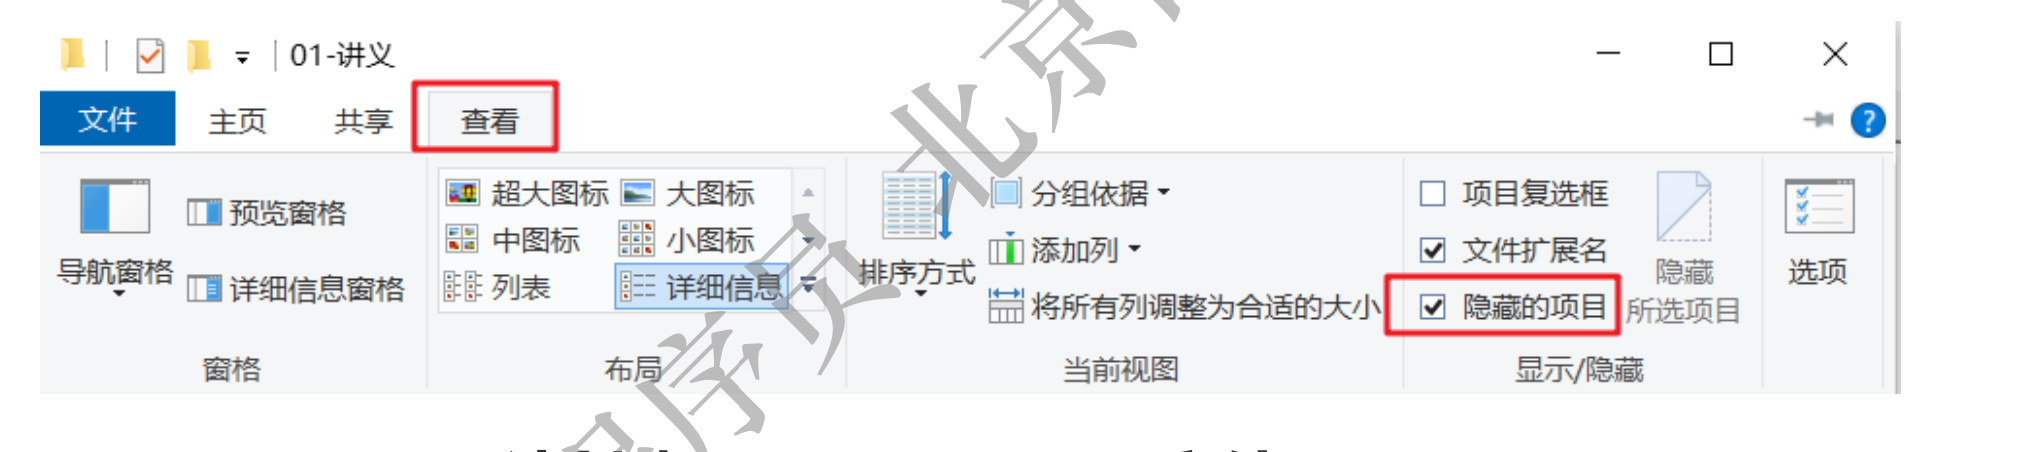 01-讲义
文件 主页 共享 查看
导航窗格
预览窗格
详细信息窗格
窗格
超大图标 大图标
中图标 小图标
列表 详细信息
布局
排序方式
分组依据
添加列
将所有列调整为合适的大小
当前视图
项目复选框
文件扩展名
隐藏的项目
隐藏
所选项目
显示/隐藏
选项
程序员 北京